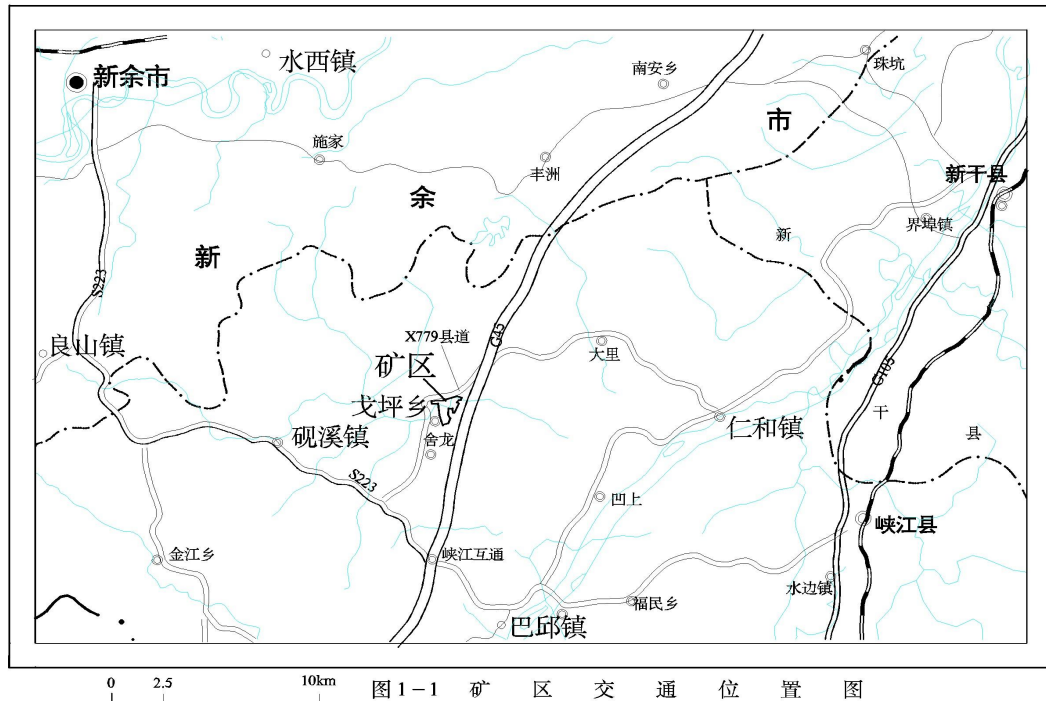 水西镇
新余市
南安乡
珠坑
市
施家
丰洲
新干县
余
界埠镇
新
新
S223
G45
X779县道
良山镇
大里
矿区
G105
戈坪乡
干
仁和镇
砚溪镇
舍龙
县
S223
凹上
峡江县
金江乡
峡江互通
水边镇
福民乡
巴邱镇
0 2.5 10km
图1-1 矿区交通位置图